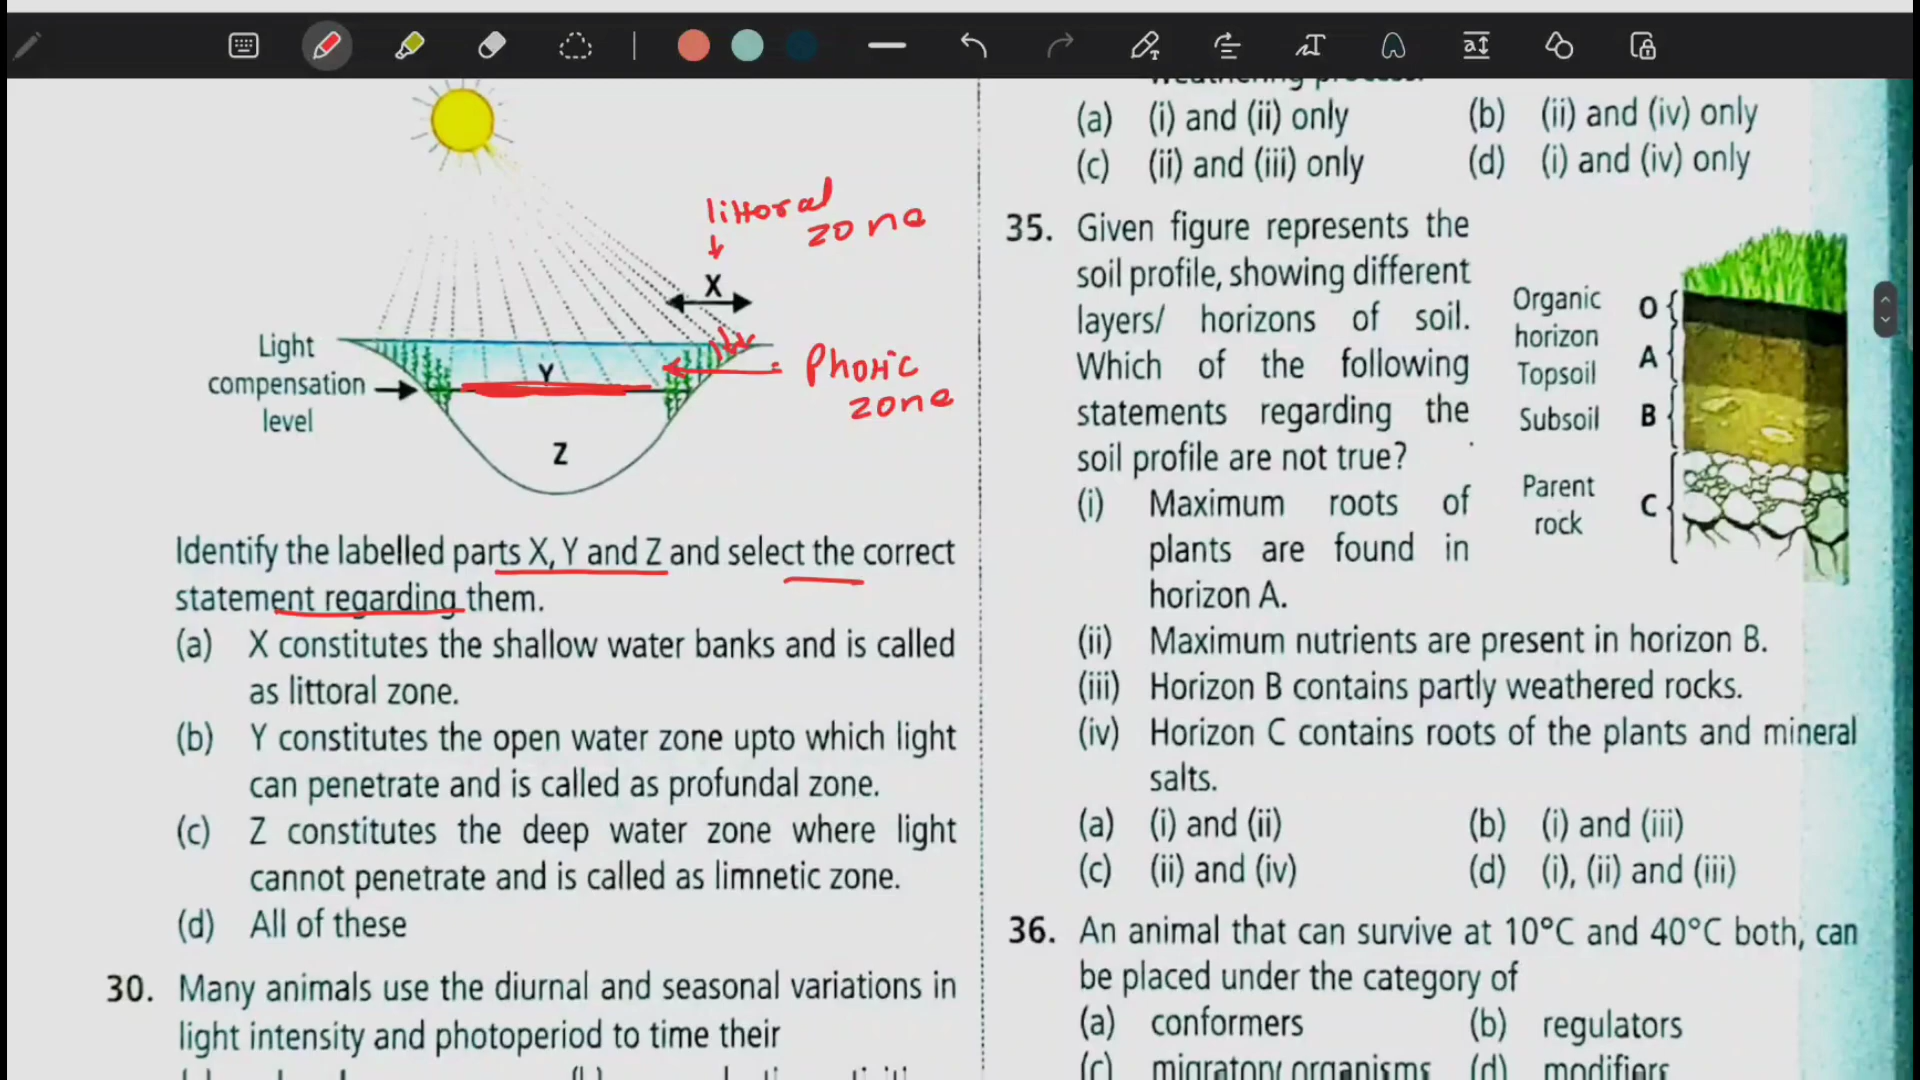 littoral
zone
X
Light
compensation
level
Y
Photic
zone
Z
Identify the labelled parts X, Y and Z and select the correct
statement regarding them.
(a) X constitutes the shallow water banks and is called
as littoral zone.
(b) Y constitutes the open water zone upto which light
can penetrate and is called as profundal zone.
(c) Z constitutes the deep water zone where light
cannot penetrate and is called as limnetic zone.
(d) All of these
30. Many animals use the diurnal and seasonal variations in
light intensity and photoperiod to time their
weathering process.
(a) (i) and (ii) only (b) (ii) and (iv) only
(c) (ii) and (iii) only (d) (i) and (iv) only
35. Given figure represents the
soil profile, showing different
layers/ horizons of soil.
Which of the following
statements regarding the
soil profile are not true?
(i) Maximum roots of
plants are found in
horizon A.
Organic
horizon
O
Topsoil
A
Subsoil
B
Parent
rock
C
(ii) Maximum nutrients are present in horizon B.
(iii) Horizon B contains partly weathered rocks.
(iv) Horizon C contains roots of the plants and mineral
salts.
(a) (i) and (ii) (b) (i) and (iii)
(c) (ii) and (iv) (d) (i), (ii) and (iii)
36. An animal that can survive at 10°C and 40°C both, can
be placed under the category of
(a) conformers (b) regulators
(c) migratory organisms (d) modifiers